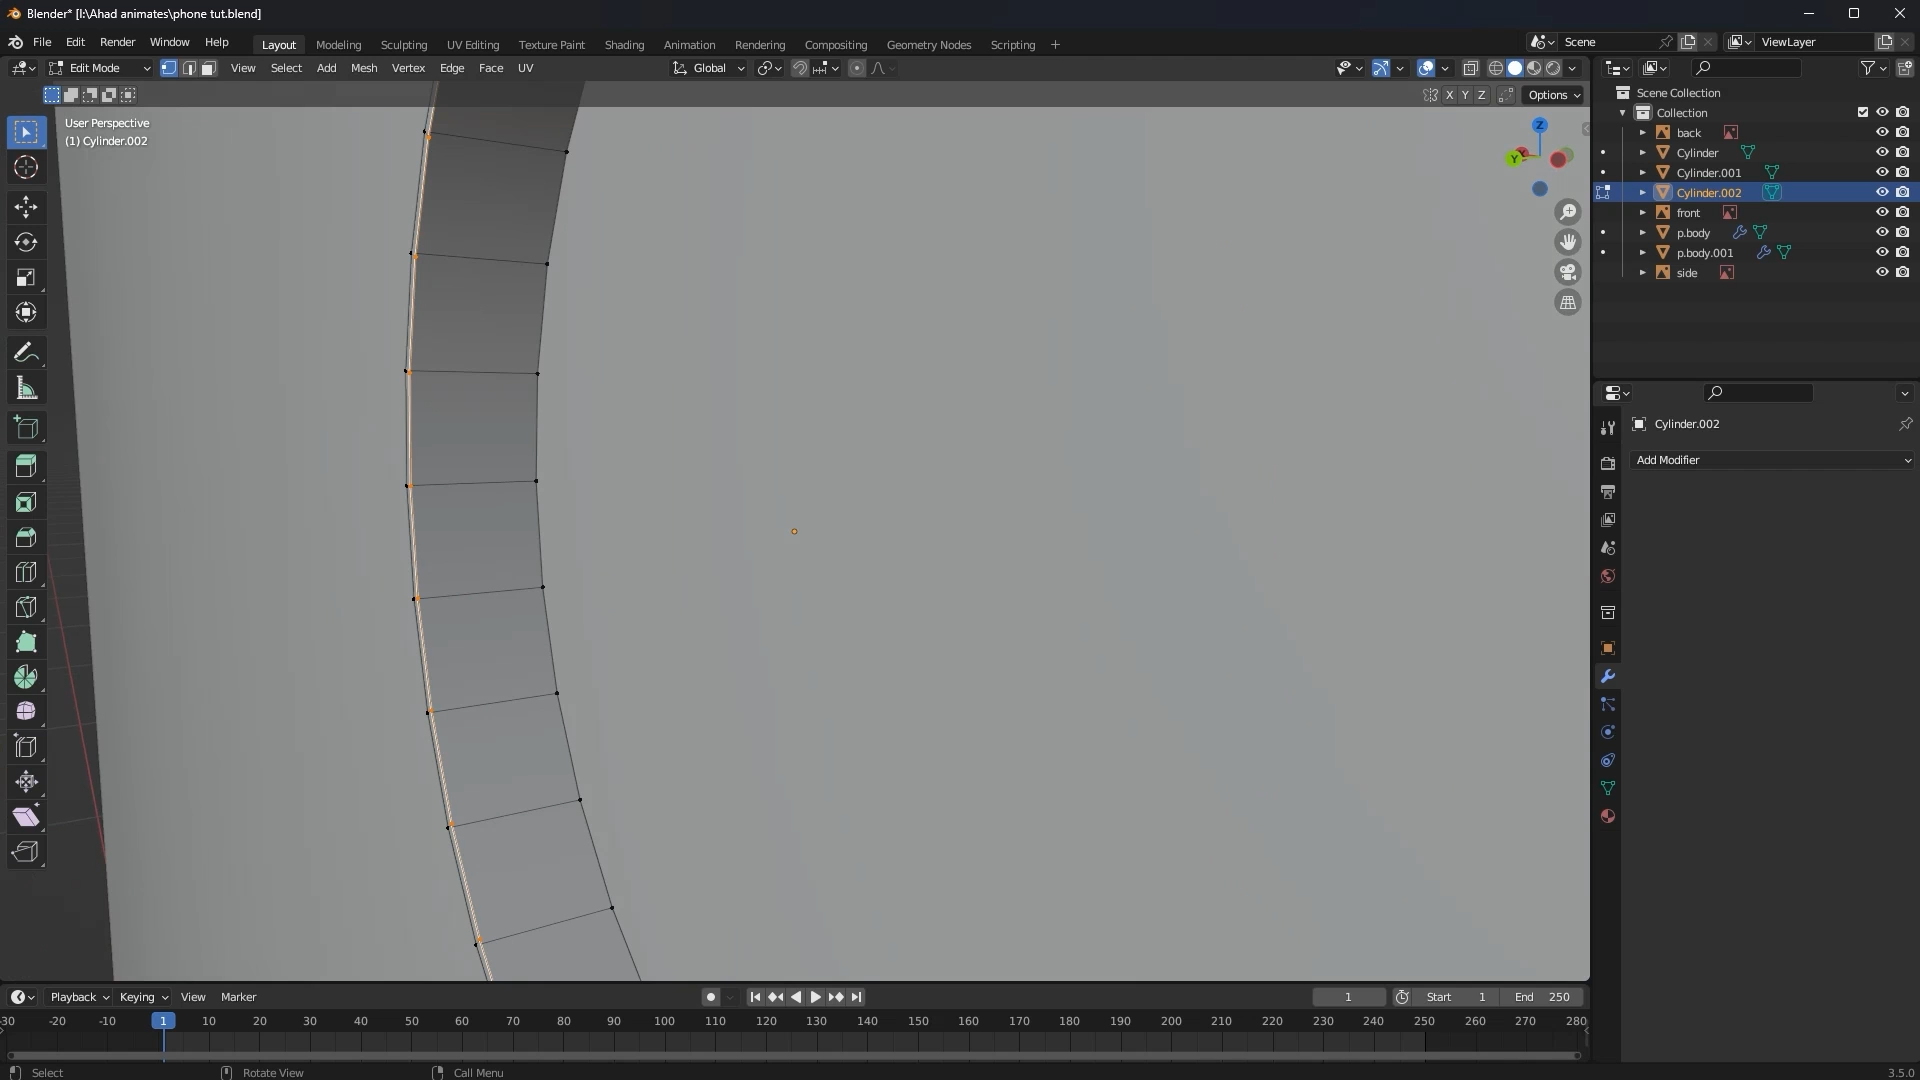 Blender* [I:\Ahad animates\phone tut.blend]
File Edit Render Window Help Layout Modeling Sculpting UV Editing Texture Paint Shading Animation Rendering Compositing Geometry Nodes Scripting + Scene ViewLayer
Edit Mode View Select Add Mesh Vertex Edge Face UV Global
X Y Z Options
User Perspective
(1) Cylinder.002
Z
Y
Scene Collection
Collection
back
Cylinder
Cylinder.001
Cylinder.002
front
p.body
p.body.001
side
Cylinder.002
Add Modifier
Playback Keying View Marker 1 Start 1 End 250
-30 -20 -10 1 10 20 30 40 50 60 70 80 90 100 110 120 130 140 150 160 170 180 190 200 210 220 230 240 250 260 270 280
Select Rotate View Call Menu 3.5.0